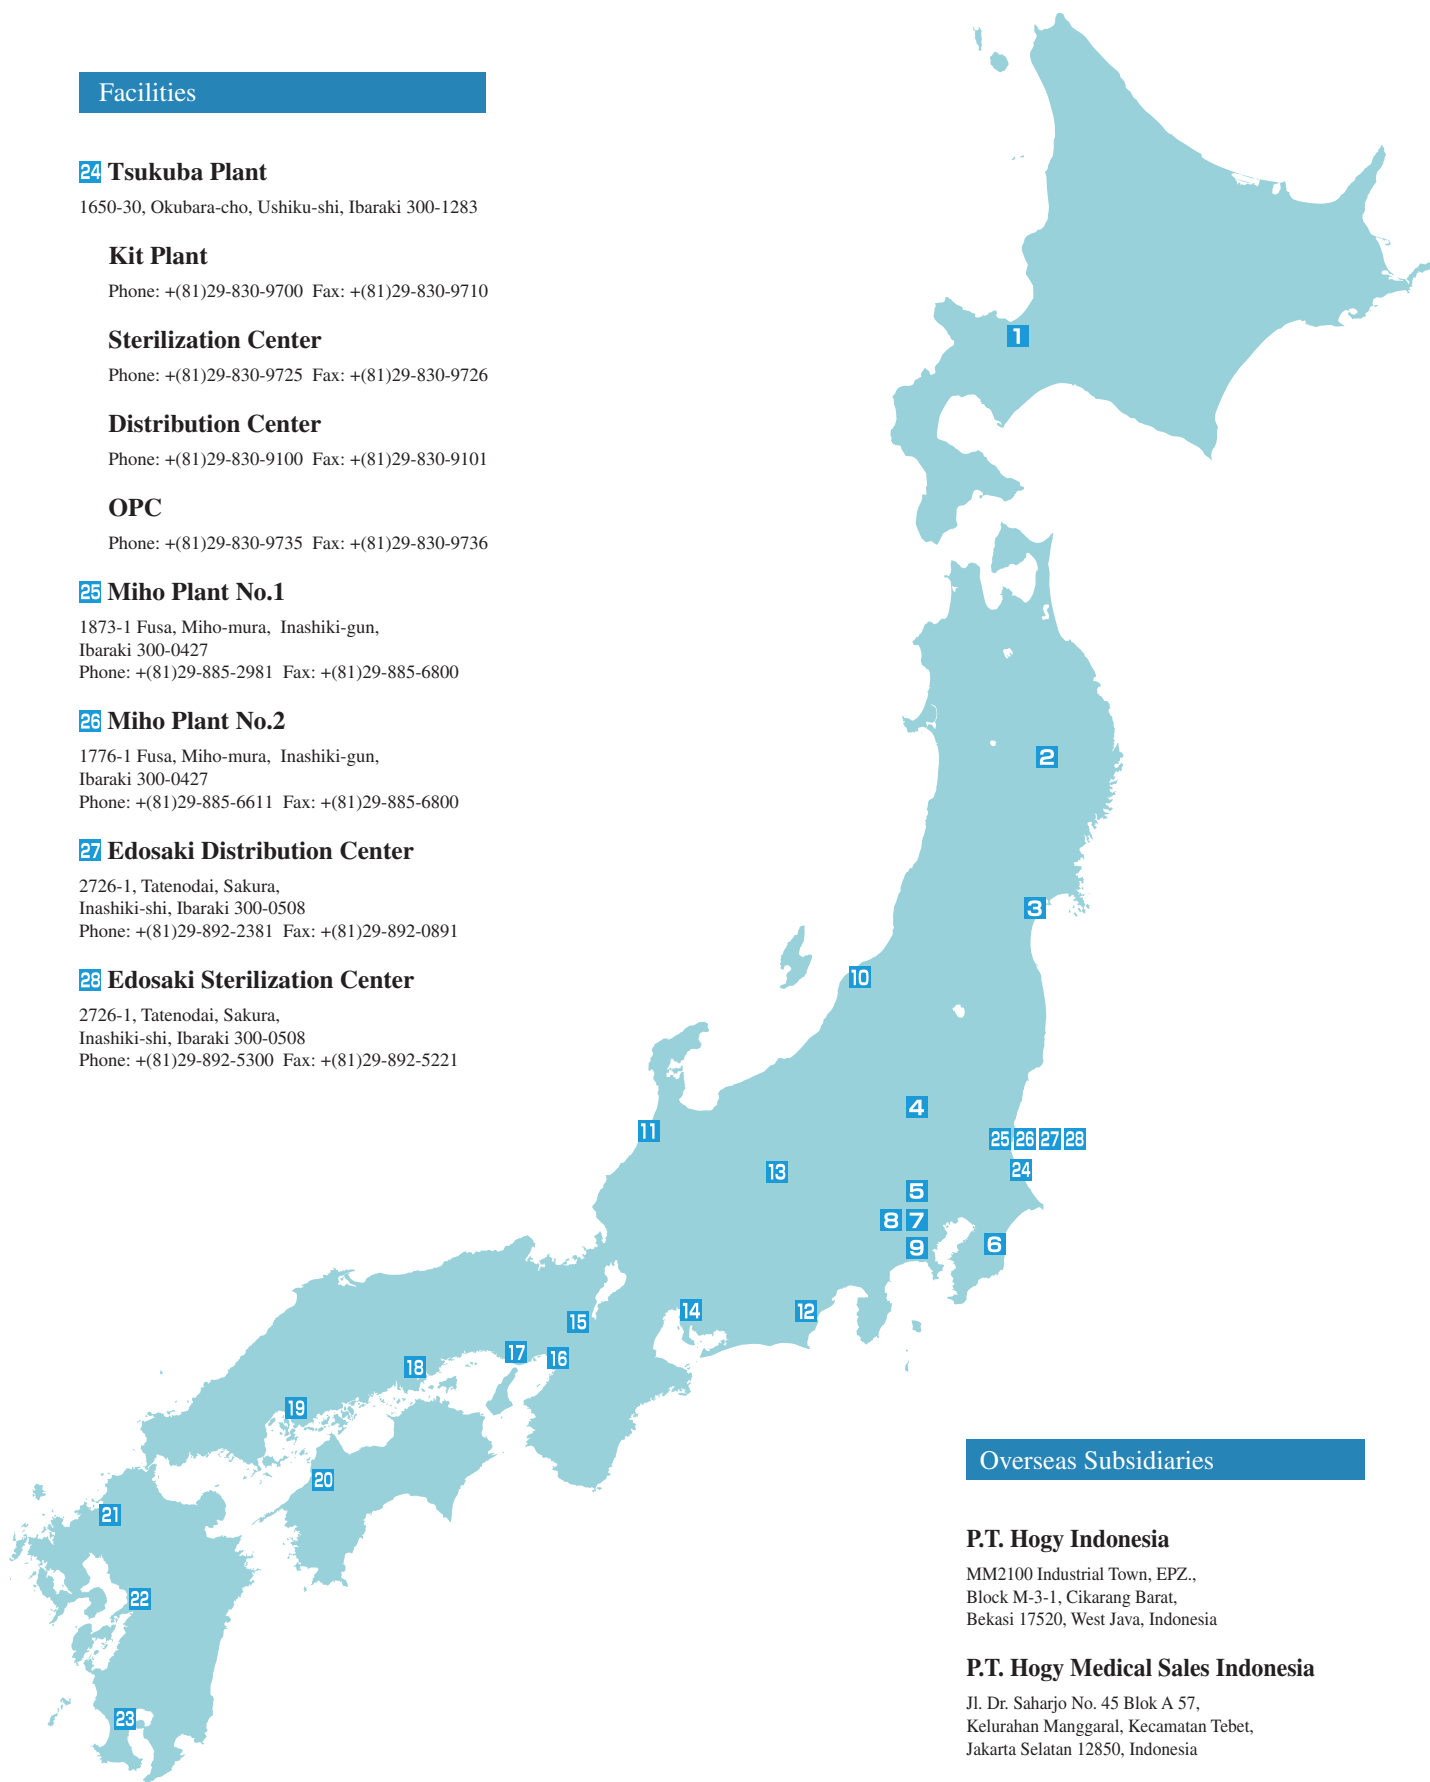 Facilities
24 Tsukuba Plant
1650-30, Okubara-cho, Ushiku-shi, Ibaraki 300-1283
Kit Plant
Phone: +(81)29-830-9700 Fax: +(81)29-830-9710
Sterilization Center
Phone: +(81)29-830-9725 Fax: +(81)29-830-9726
Distribution Center
Phone: +(81)29-830-9100 Fax: +(81)29-830-9101
OPC
Phone: +(81)29-830-9735 Fax: +(81)29-830-9736
25 Miho Plant No.1
1873-1 Fusa, Miho-mura, Inashiki-gun,
Ibaraki 300-0427
Phone: +(81)29-885-2981 Fax: +(81)29-885-6800
26 Miho Plant No.2
1776-1 Fusa, Miho-mura, Inashiki-gun,
Ibaraki 300-0427
Phone: +(81)29-885-6611 Fax: +(81)29-885-6800
27 Edosaki Distribution Center
2726-1, Tatenodai, Sakura,
Inashiki-shi, Ibaraki 300-0508
Phone: +(81)29-892-2381 Fax: +(81)29-892-0891
28 Edosaki Sterilization Center
2726-1, Tatenodai, Sakura,
Inashiki-shi, Ibaraki 300-0508
Phone: +(81)29-892-5300 Fax: +(81)29-892-5221
1
2
3
10
4
11
25 26 27 28
13
24
5
8 7
9
6
14
12
15
17
16
18
19
20
21
22
23
Overseas Subsidiaries
P.T. Hogy Indonesia
MM2100 Industrial Town, EPZ.,
Block M-3-1, Cikarang Barat,
Bekasi 17520, West Java, Indonesia
P.T. Hogy Medical Sales Indonesia
Jl. Dr. Saharjo No. 45 Blok A 57,
Kelurahan Manggaral, Kecamatan Tebet,
Jakarta Selatan 12850, Indonesia